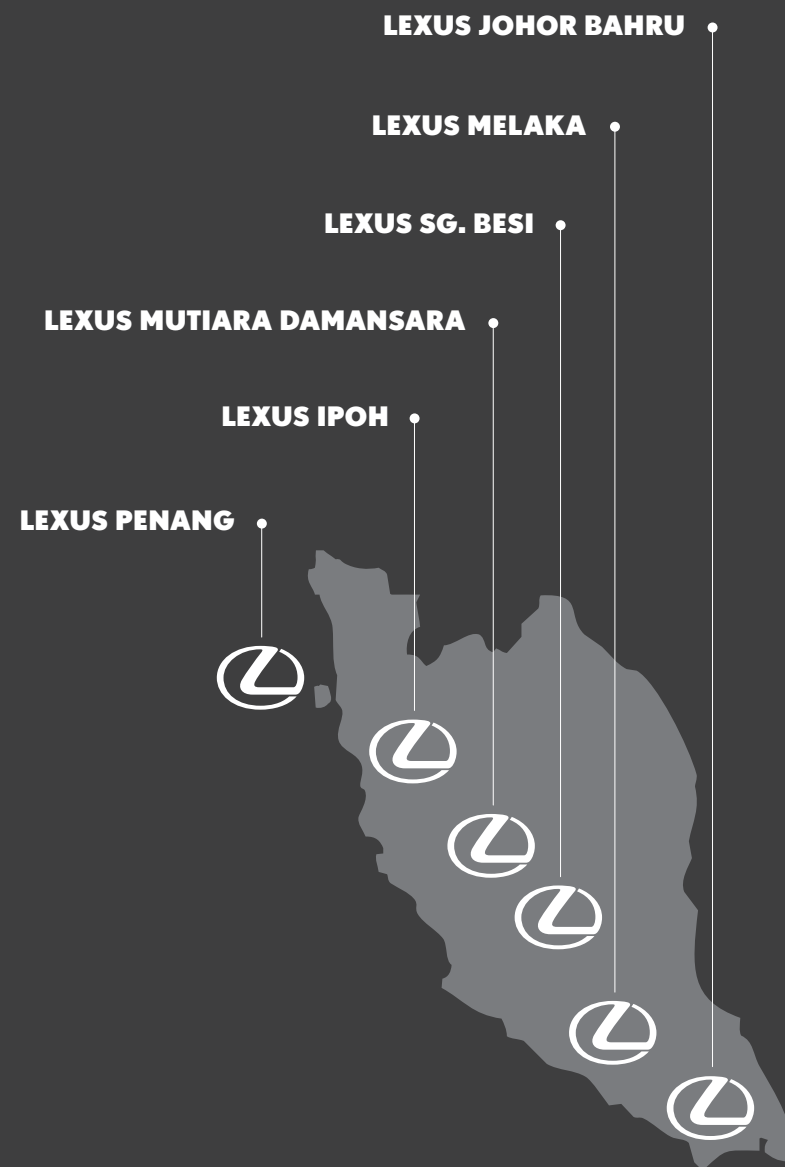 LEXUS JOHOR BAHRU
LEXUS MELAKA
LEXUS SG. BESI
LEXUS MUTIARA DAMANSARA
LEXUS IPOH
LEXUS PENANG